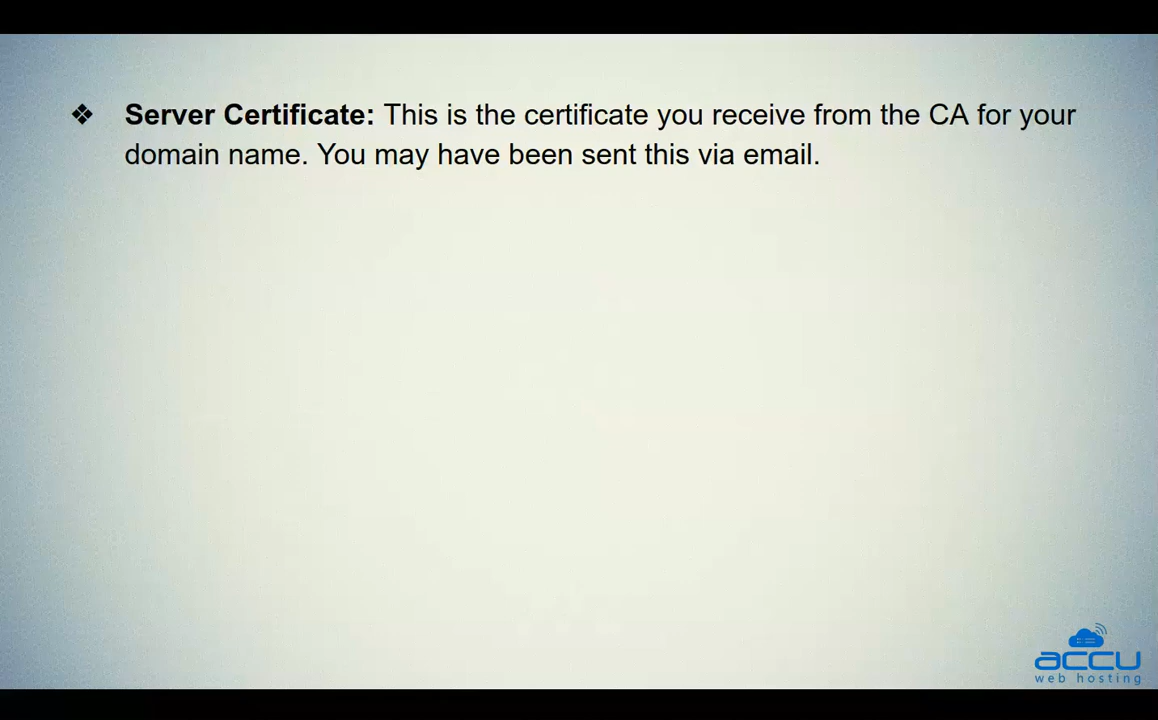 ❖ Server Certificate: This is the certificate you receive from the CA for your
domain name. You may have been sent this via email.
accu
web hosting